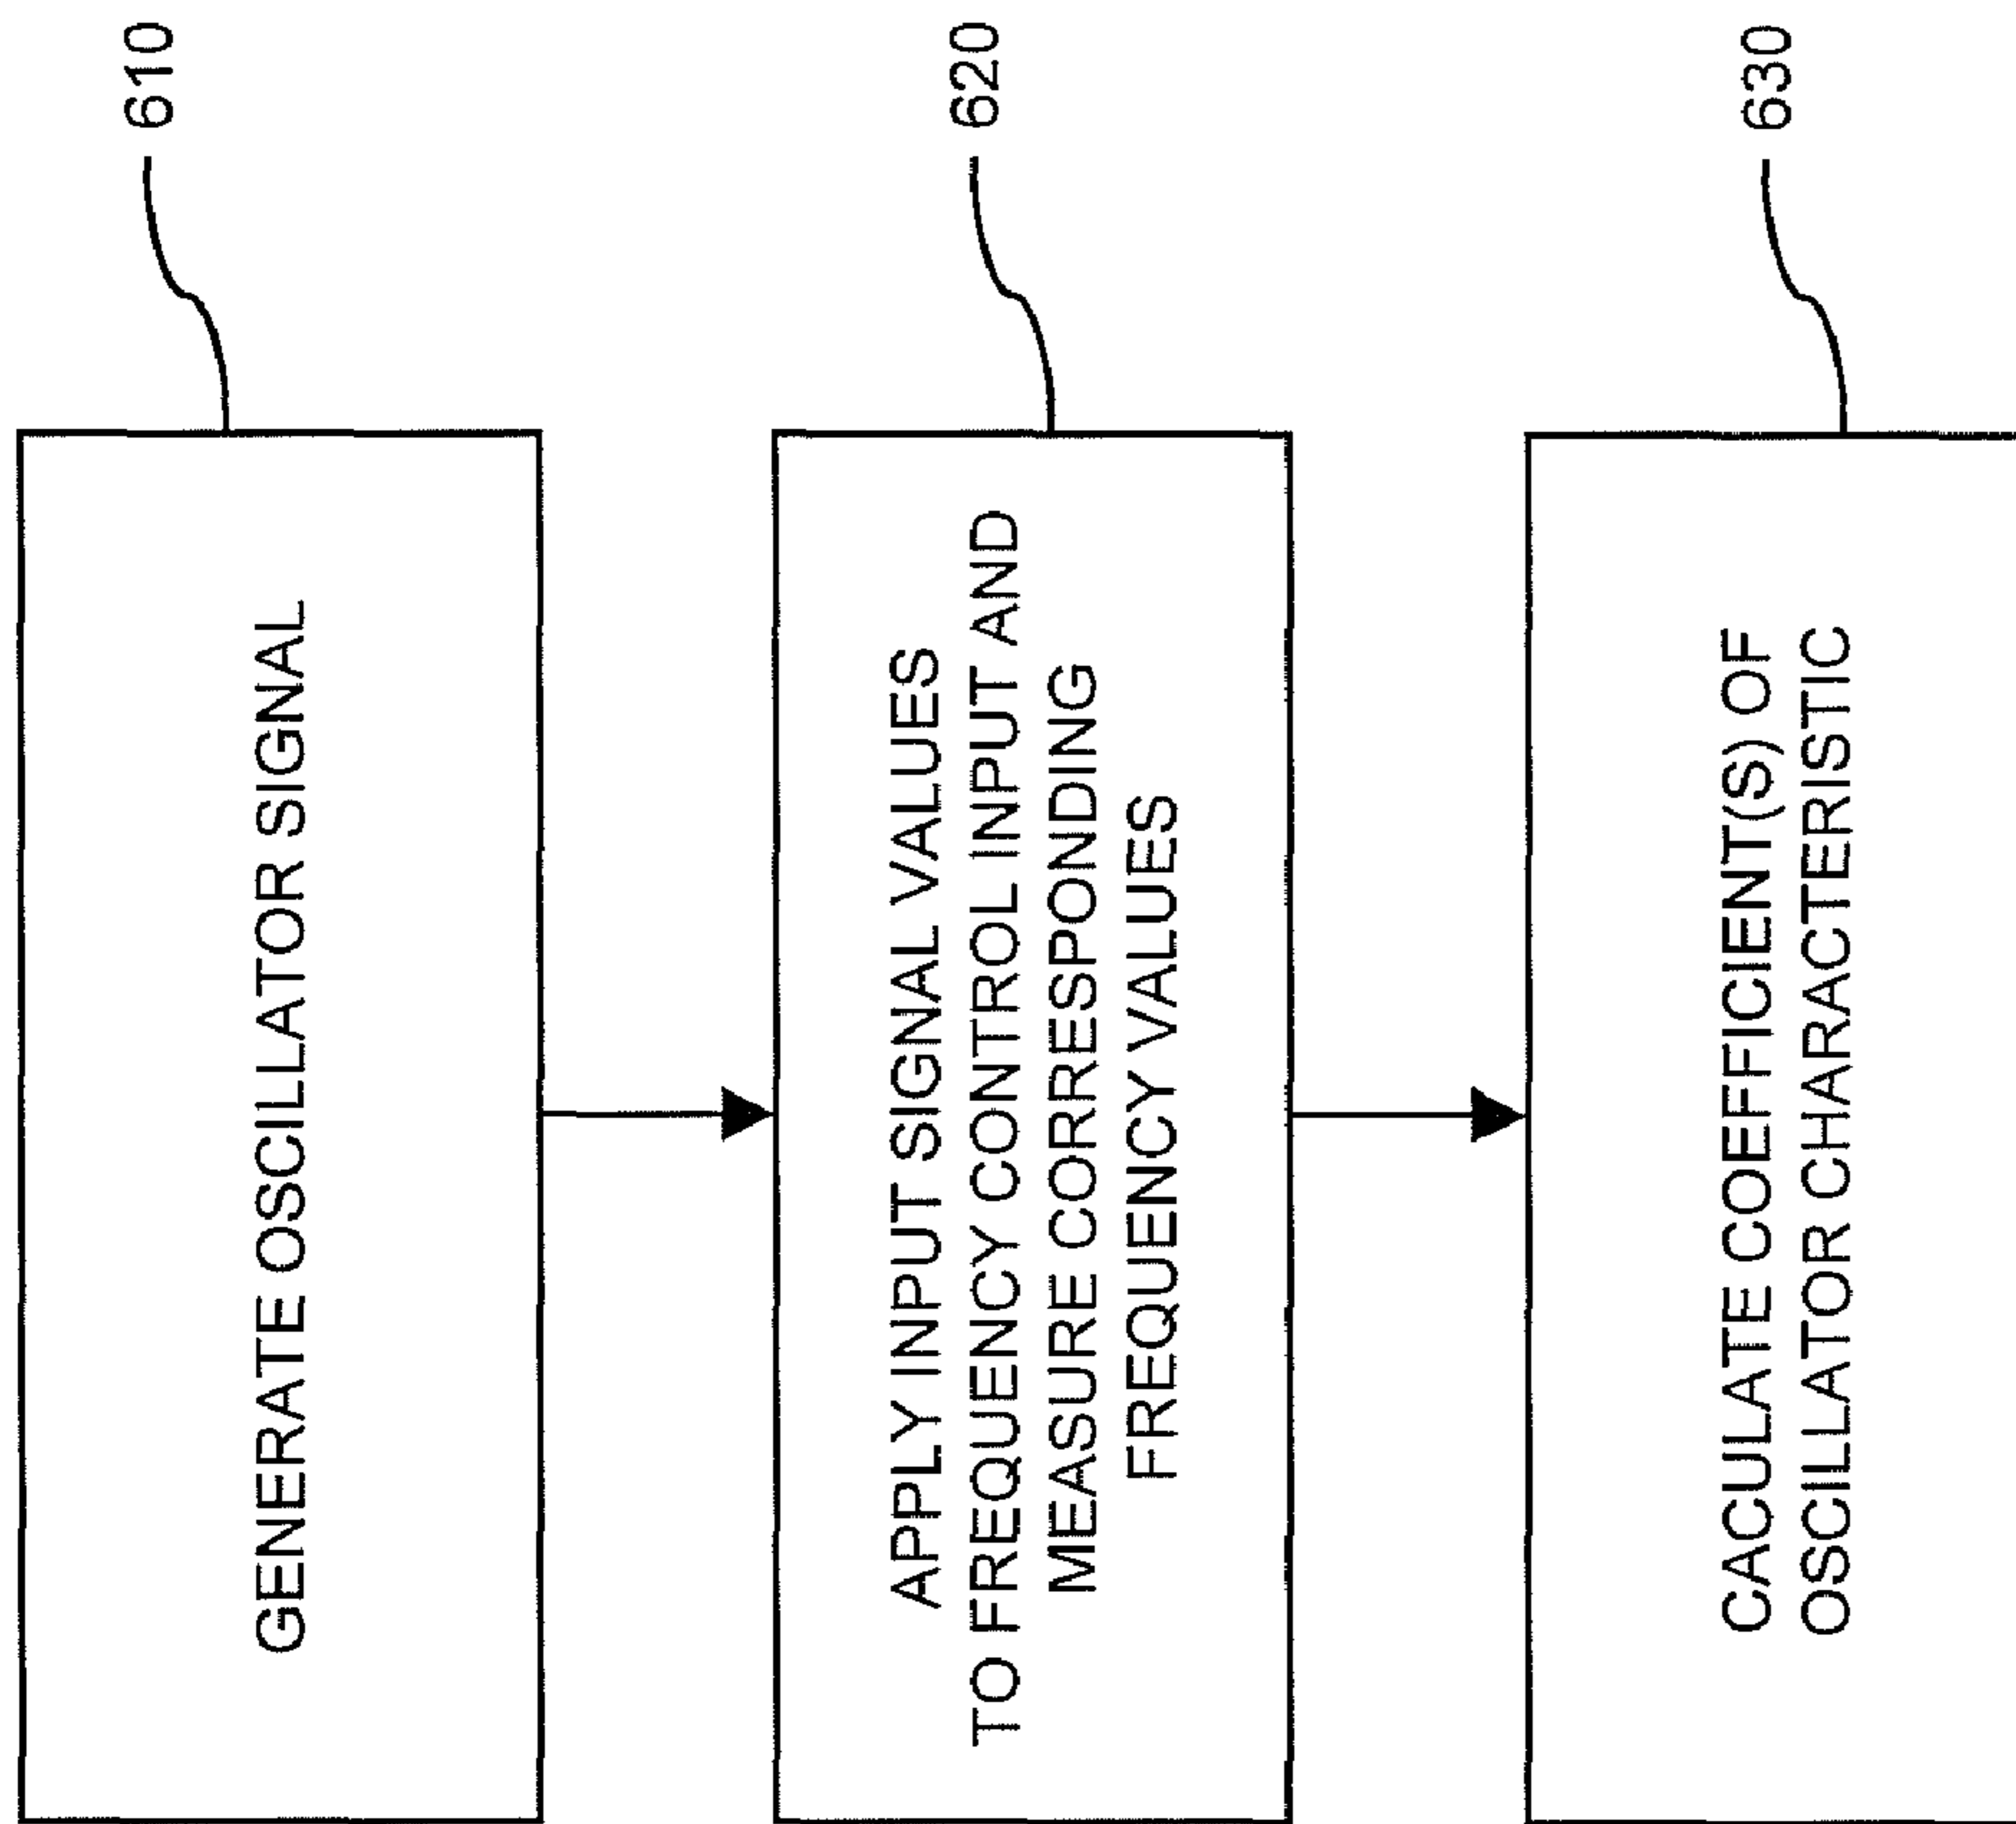 GENERATE OSCILLATOR SIGNAL
610
APPLY INPUT SIGNAL VALUES
TO FREQUENCY CONTROL INPUT AND
MEASURE CORRESPONDING
FREQUENCY VALUES
620
CACULATE COEFFICIENT(S) OF
OSCILLATOR CHARACTERISTIC
630